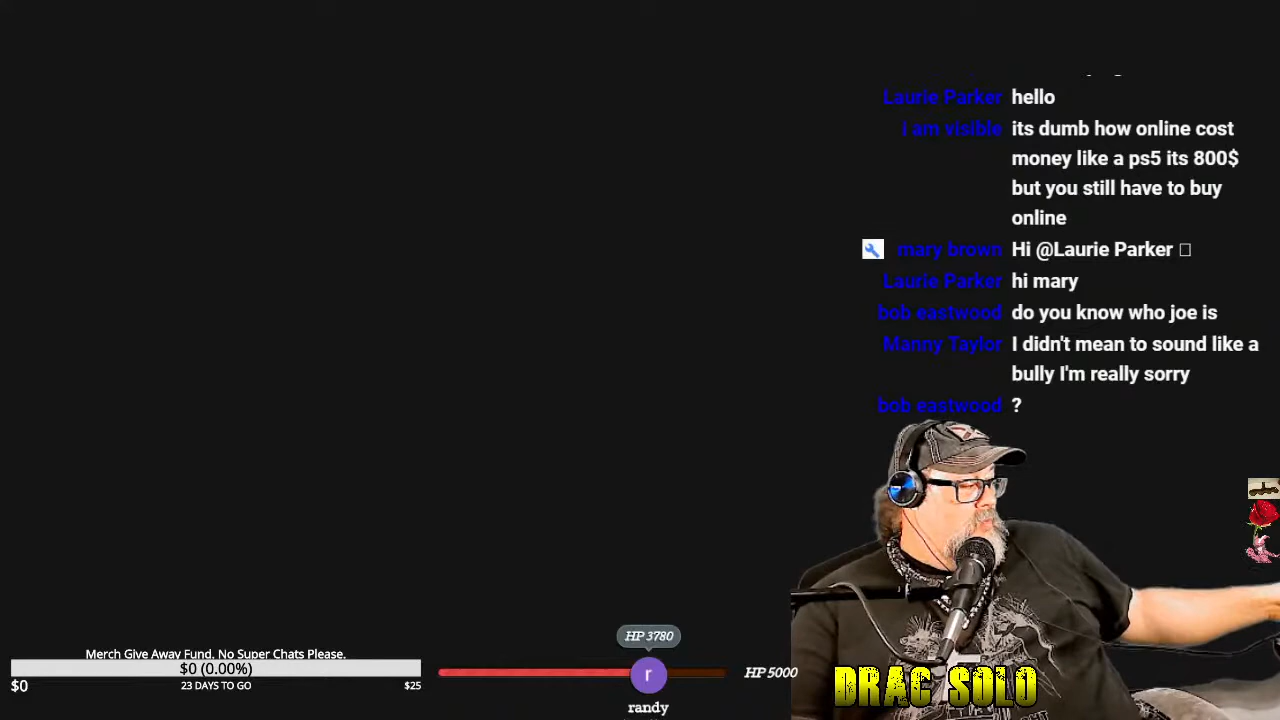 Laurie Parker hello
i am visible its dumb how online cost
money like a ps5 its 800$
but you still have to buy
online
mary brown Hi @Laurie Parker
Laurie Parker hi mary
bob eastwood do you know who joe is
Manny Taylor I didn't mean to sound like a
bully I'm really sorry
bob eastwood ?
HP 3780
Merch Give Away Fund. No Super Chats Please.
$0 (0.00%)
$0 23 DAYS TO GO $25
r
HP 5000
randy
DRAC SOLO